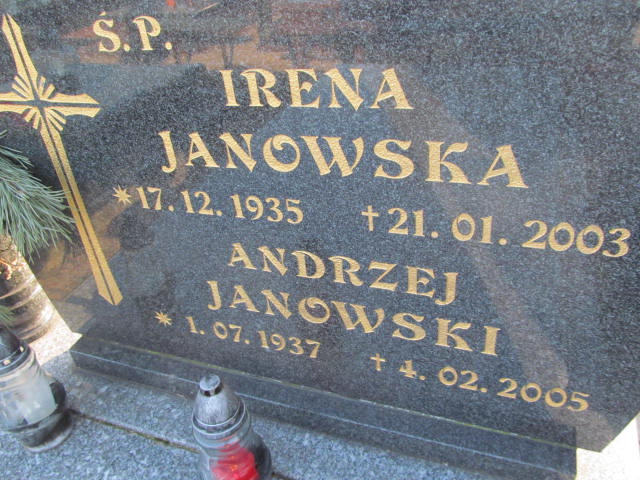 Ś.P.
IRENA
JANOWSKA
*17.12.1935 †21.01.2003
ANDRZEJ
JANOWSKI
* 1.07.1937 †4.02.2005